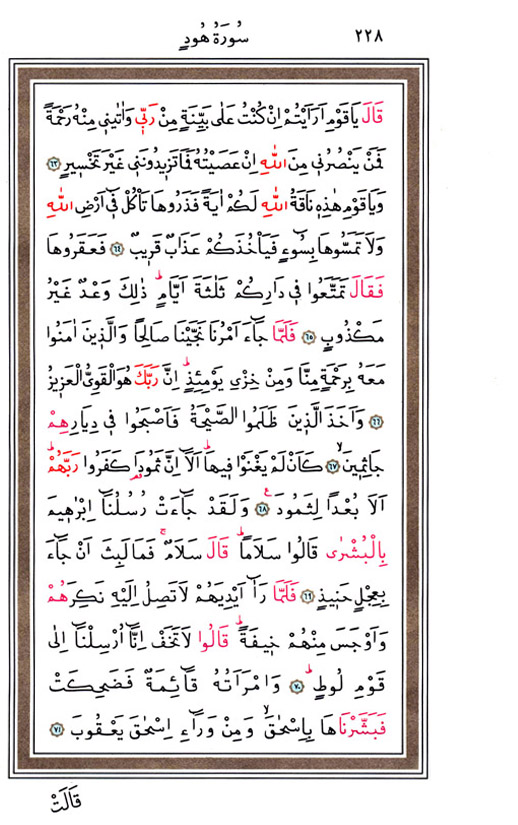 ٢٢٨ سُورَةُ هُودٍ
قَالَ يَاقَوْمِ اَرَاَيْتُمْ اِنْ كُنْتُ عَلٰى بَيِّنَةٍ مِنْ رَبّ۪ي وَاٰتٰين۪ي مِنْهُ رَحْمَةً
فَمَنْ يَنْصُرُن۪ي مِنَ اللّٰهِ اِنْ عَصَيْتُهُ فَمَا تَز۪يدُونَن۪ي غَيْرَ تَخْس۪يرٍ ﴿٦٣﴾
وَيَاقَوْمِ هٰذِه۪ نَاقَةُ اللّٰهِ لَكُمْ اٰيَةً فَذَرُوهَا تَأْكُلْ ف۪ٓي اَرْضِ اللّٰهِ
وَلَا تَمَسُّوهَا بِسُٓوءٍ فَيَأْخُذَكُمْ عَذَابٌ قَر۪يبٌ ﴿٦٤﴾ فَعَقَرُوهَا
فَقَالَ تَمَتَّعُوا ف۪ي دَارِكُمْ ثَلٰثَةَ اَيَّامٍۜ ذٰلِكَ وَعْدٌ غَيْرُ
مَكْذُوبٍ ﴿٦٥﴾ فَلَمَّا جَٓاءَ اَمْرُنَا نَجَّيْنَا صَالِحًا وَالَّذ۪ينَ اٰمَنُوا
مَعَهُ بِرَحْمَةٍ مِنَّا وَمِنْ خِزْيِ يَوْمِئِذٍۜ اِنَّ رَبَّكَ هُوَ الْقَوِيُّ الْعَز۪يزُ
﴿٦٦﴾ وَاَخَذَ الَّذ۪ينَ ظَلَمُوا الصَّيْحَةُ فَاَصْبَحُوا ف۪ي دِيَارِهِمْ
جَاثِم۪ينَۙ ﴿٦٧﴾ كَاَنْ لَمْ يَغْنَوْا ف۪يهَاۜ اَلَٓا اِنَّ ثَمُودَا۬ كَفَرُوا رَبَّهُمْۜ
اَلَا بُعْدًا لِثَمُودَ۟ ﴿٦٨﴾ وَلَقَدْ جَٓاءَتْ رُسُلُنَٓا اِبْرٰه۪يمَ
بِالْبُشْرٰى قَالُوا سَلَامًاۜ قَالَ سَلَامٌۚ فَمَا لَبِثَ اَنْ جَٓاءَ
بِعِجْلٍ حَن۪يذٍ ﴿٦٩﴾ فَلَمَّا رَآٰ اَيْدِيَهُمْ لَا تَصِلُ اِلَيْهِ نَكِرَهُمْ
وَاَوْجَسَ مِنْهُمْ خ۪يفَةًۜ قَالُوا لَا تَخَفْ اِنَّٓا اُرْسِلْنَٓا اِلٰى
قَوْمِ لُوطٍۜ ﴿٧٠﴾ وَامْرَاَتُهُ قَٓائِمَةٌ فَضَحِكَتْ
فَبَشَّرْنَاهَا بِاِسْحٰقَۙ وَمِنْ وَرَٓاءِ اِسْحٰقَ يَعْقُوبَ ﴿٧١﴾
قَالَتْ